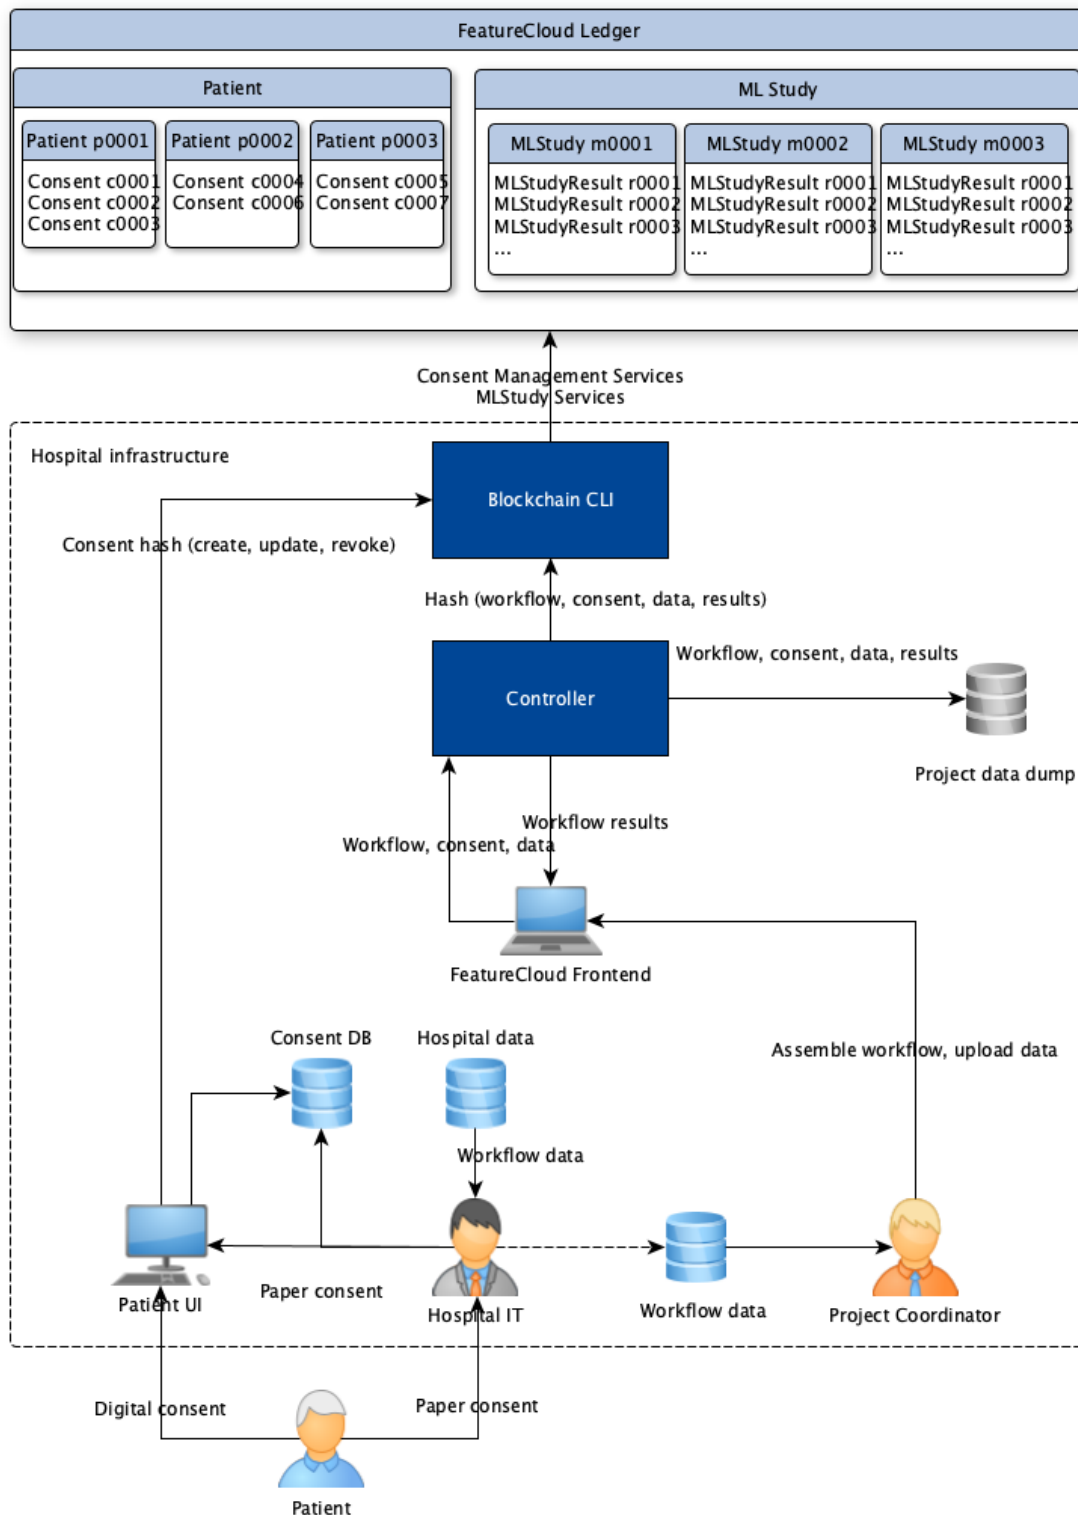 FeatureCloud Ledger
Patient
ML Study
Patient p0001
Patient p0002
Patient p0003
MLStudy m0001
MLStudy m0002
MLStudy m0003
Consent c0001
Consent c0002
Consent c0003
Consent c0004
Consent c0006
Consent c0005
Consent c0007
MLStudyResult r0001
MLStudyResult r0002
MLStudyResult r0003
...
MLStudyResult r0001
MLStudyResult r0002
MLStudyResult r0003
...
MLStudyResult r0001
MLStudyResult r0002
MLStudyResult r0003
...
Consent Management Services
MLStudy Services
Hospital infrastructure
Blockchain CLI
Consent hash (create, update, revoke)
Hash (workflow, consent, data, results)
Workflow, consent, data, results
Controller
Project data dump
Workflow results
Workflow, consent, data
FeatureCloud Frontend
Consent DB
Hospital data
Assemble workflow, upload data
Workflow data
Paper consent
Patient UI
Hospital IT
Workflow data
Project Coordinator
Digital consent
Paper consent
Patient